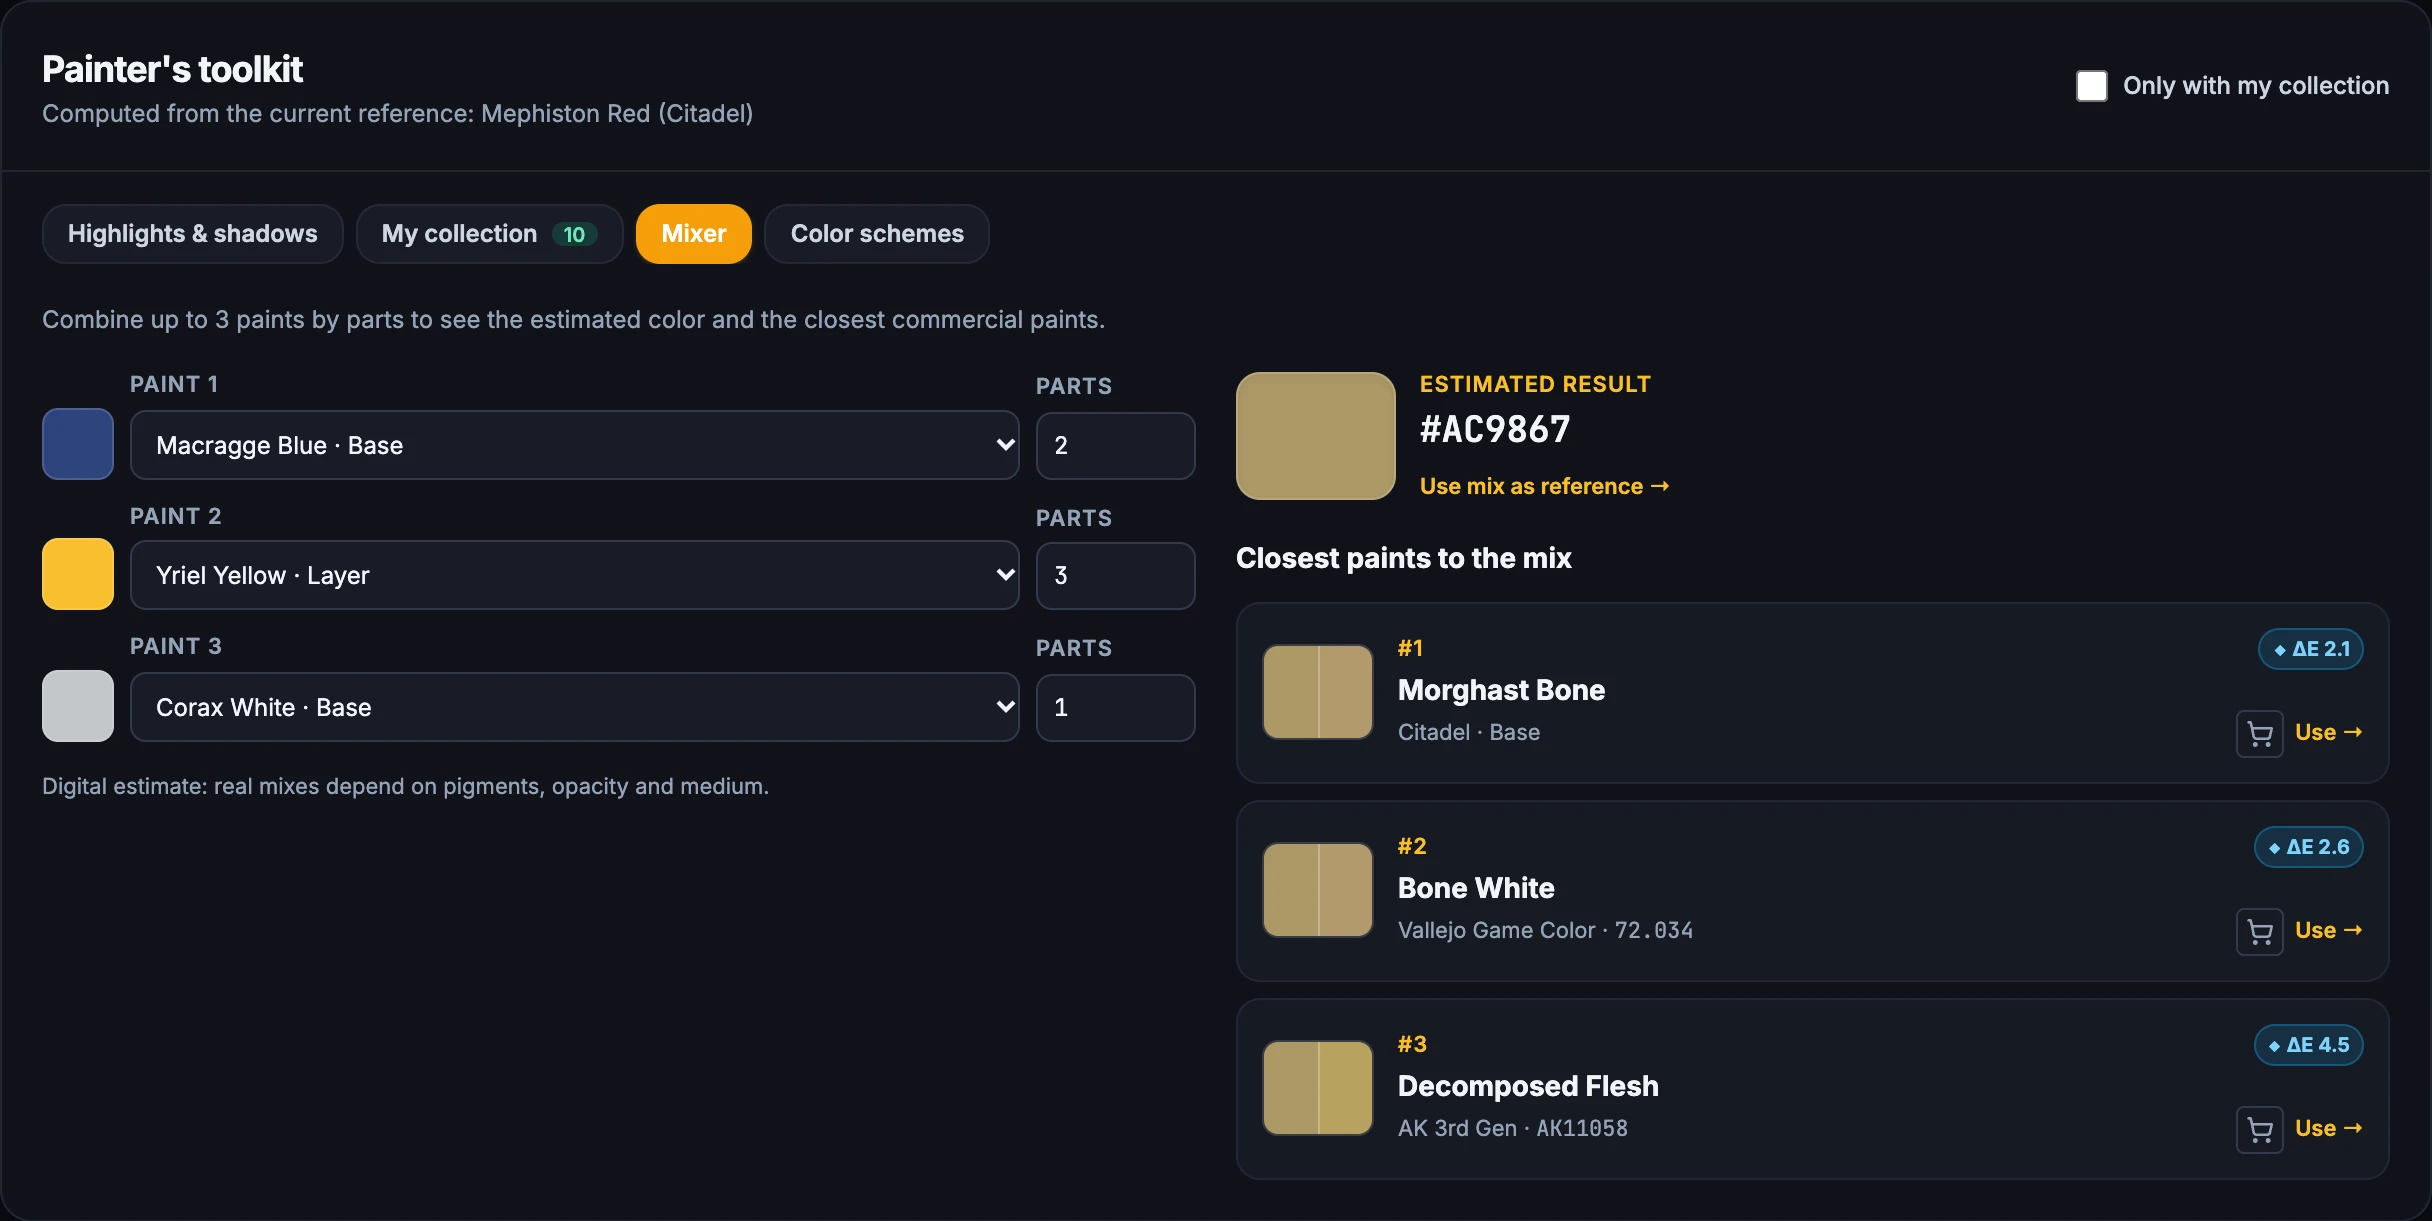 Painter's toolkit
Computed from the current reference: Mephiston Red (Citadel)
Only with my collection
Highlights & shadows
My collection 10
Mixer
Color schemes
Combine up to 3 paints by parts to see the estimated color and the closest commercial paints.
PAINT 1
PARTS
Macragge Blue · Base
2
PAINT 2
PARTS
Yriel Yellow · Layer
3
PAINT 3
PARTS
Corax White · Base
1
Digital estimate: real mixes depend on pigments, opacity and medium.
ESTIMATED RESULT
#AC9867
Use mix as reference →
Closest paints to the mix
#1
◆ ΔE 2.1
Morghast Bone
Citadel · Base
Use →
#2
◆ ΔE 2.6
Bone White
Vallejo Game Color · 72.034
Use →
#3
◆ ΔE 4.5
Decomposed Flesh
AK 3rd Gen · AK11058
Use →